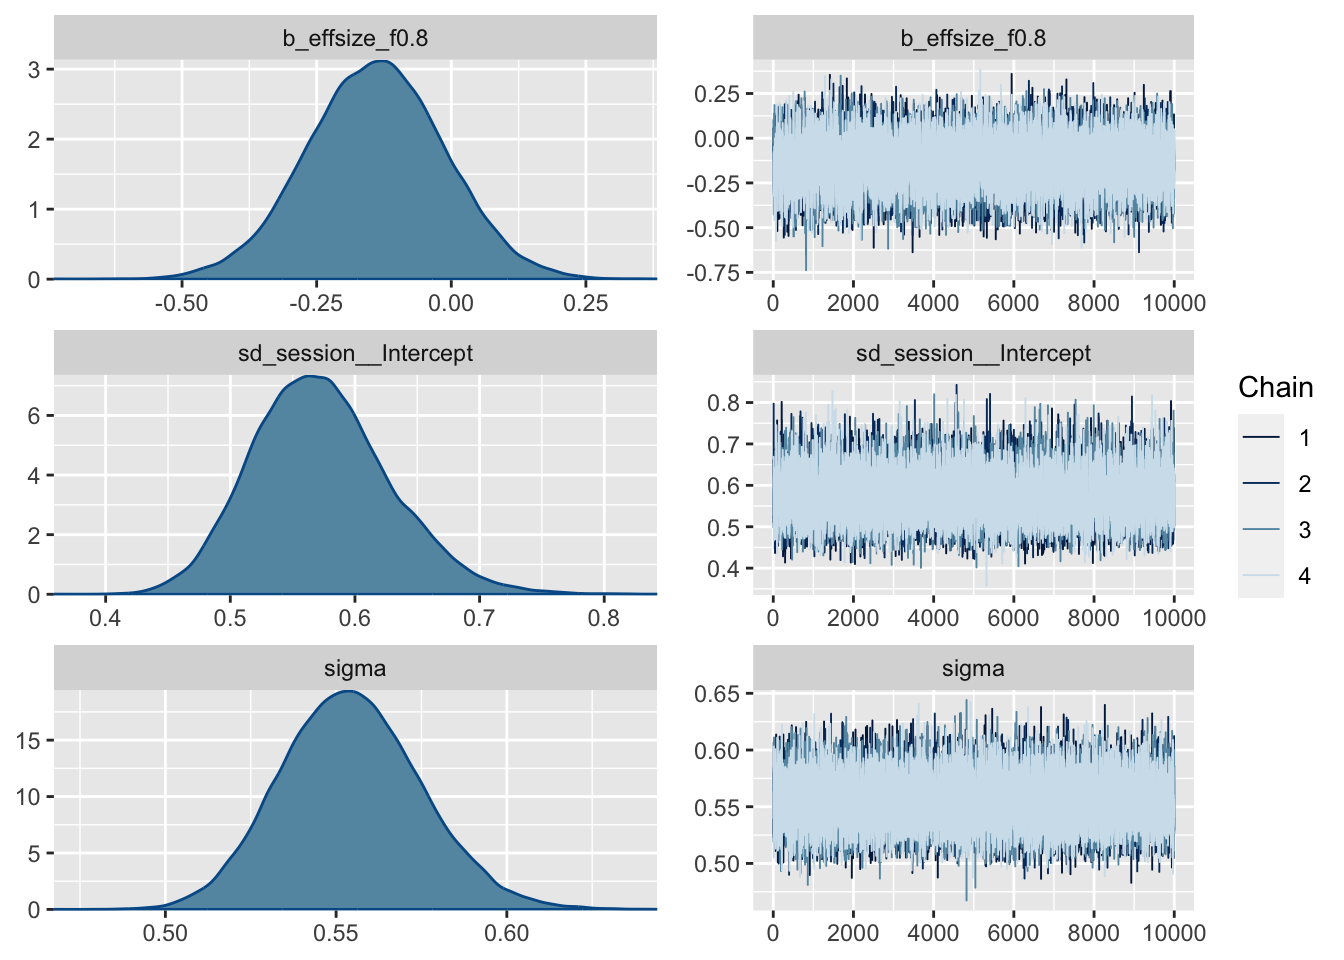 b_effsize_f0.8
3
2
1
0
-0.50 -0.25 0.00 0.25
b_effsize_f0.8
0.25
0.00
-0.25
-0.50
-0.75
0 2000 4000 6000 8000 10000
sd_session__Intercept
6
4
2
0
0.4 0.5 0.6 0.7 0.8
sd_session__Intercept
0.8
0.7
0.6
0.5
0.4
0 2000 4000 6000 8000 10000
sigma
15
10
5
0
0.50 0.55 0.60
sigma
0.65
0.60
0.55
0.50
0 2000 4000 6000 8000 10000
Chain
1
2
3
4